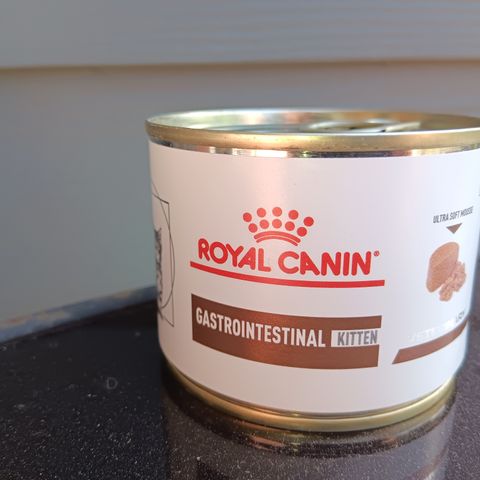 ULTRA SOFT MOUSSE
ROYAL CANIN®
GASTROINTESTINAL KITTEN